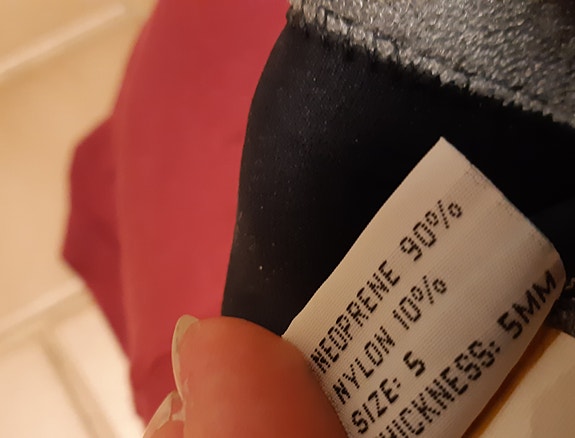 NEOPRENE 90%
NYLON 10%
SIZE: 5
THICKNESS: 5MM